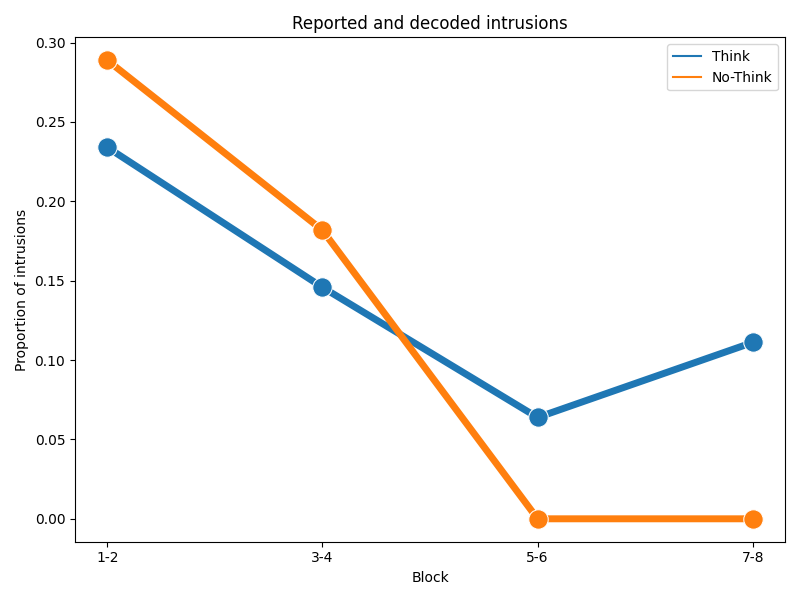 Reported and decoded intrusions
Think
No-Think
0.30
0.25
0.20
0.15
0.10
0.05
0.00
Proportion of intrusions
1-2
3-4
5-6
7-8
Block